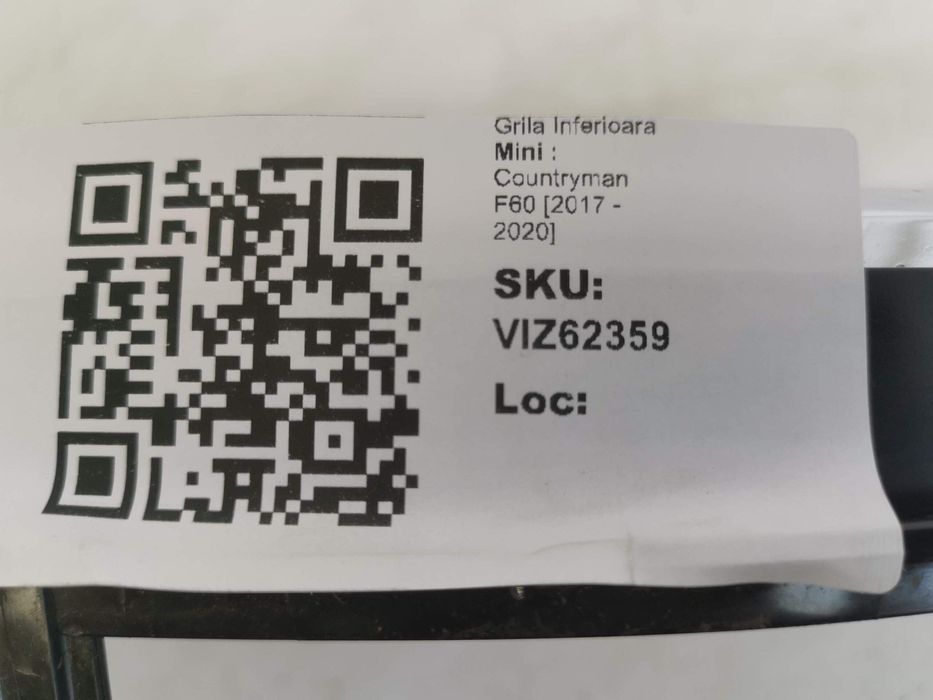 Grila Inferioara
Mini :
Countryman
F60 [2017 -
2020]
SKU:
VIZ62359
Loc: